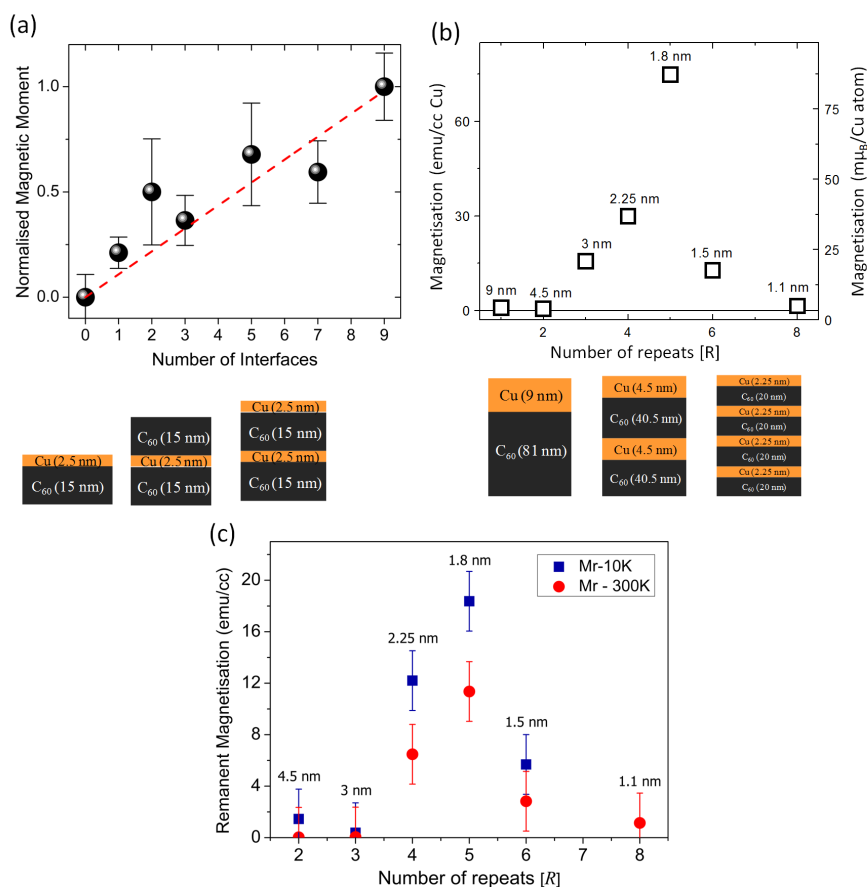 (a)
Normalised Magnetic Moment
1.0
0.5
0.0
0 1 2 3 4 5 6 7 8 9
Number of Interfaces
Cu (2.5 nm)
C60 (15 nm)
C60 (15 nm)
Cu (2.5 nm)
C60 (15 nm)
Cu (2.5 nm)
C60 (15 nm)
Cu (2.5 nm)
C60 (15 nm)
(b)
Magnetisation (emu/cc Cu)
60
30
0
1.8 nm
2.25 nm
3 nm
1.5 nm
9 nm
4.5 nm
1.1 nm
75
50
25
0
Magnetisation (mμB/Cu atom)
2 4 6 8
Number of repeats [R]
Cu (9 nm)
C60 (81 nm)
Cu (4.5 nm)
C60 (40.5 nm)
Cu (4.5 nm)
C60 (40.5 nm)
Cu (2.25 nm)
C60 (20 nm)
Cu (2.25 nm)
C60 (20 nm)
Cu (2.25 nm)
C60 (20 nm)
Cu (2.25 nm)
C60 (20 nm)
(c)
Remanent Magnetisation (emu/cc)
20
16
12
8
4
0
1.8 nm
Mr-10K
Mr - 300K
2.25 nm
1.5 nm
4.5 nm
3 nm
1.1 nm
2 3 4 5 6 8
Number of repeats [R]